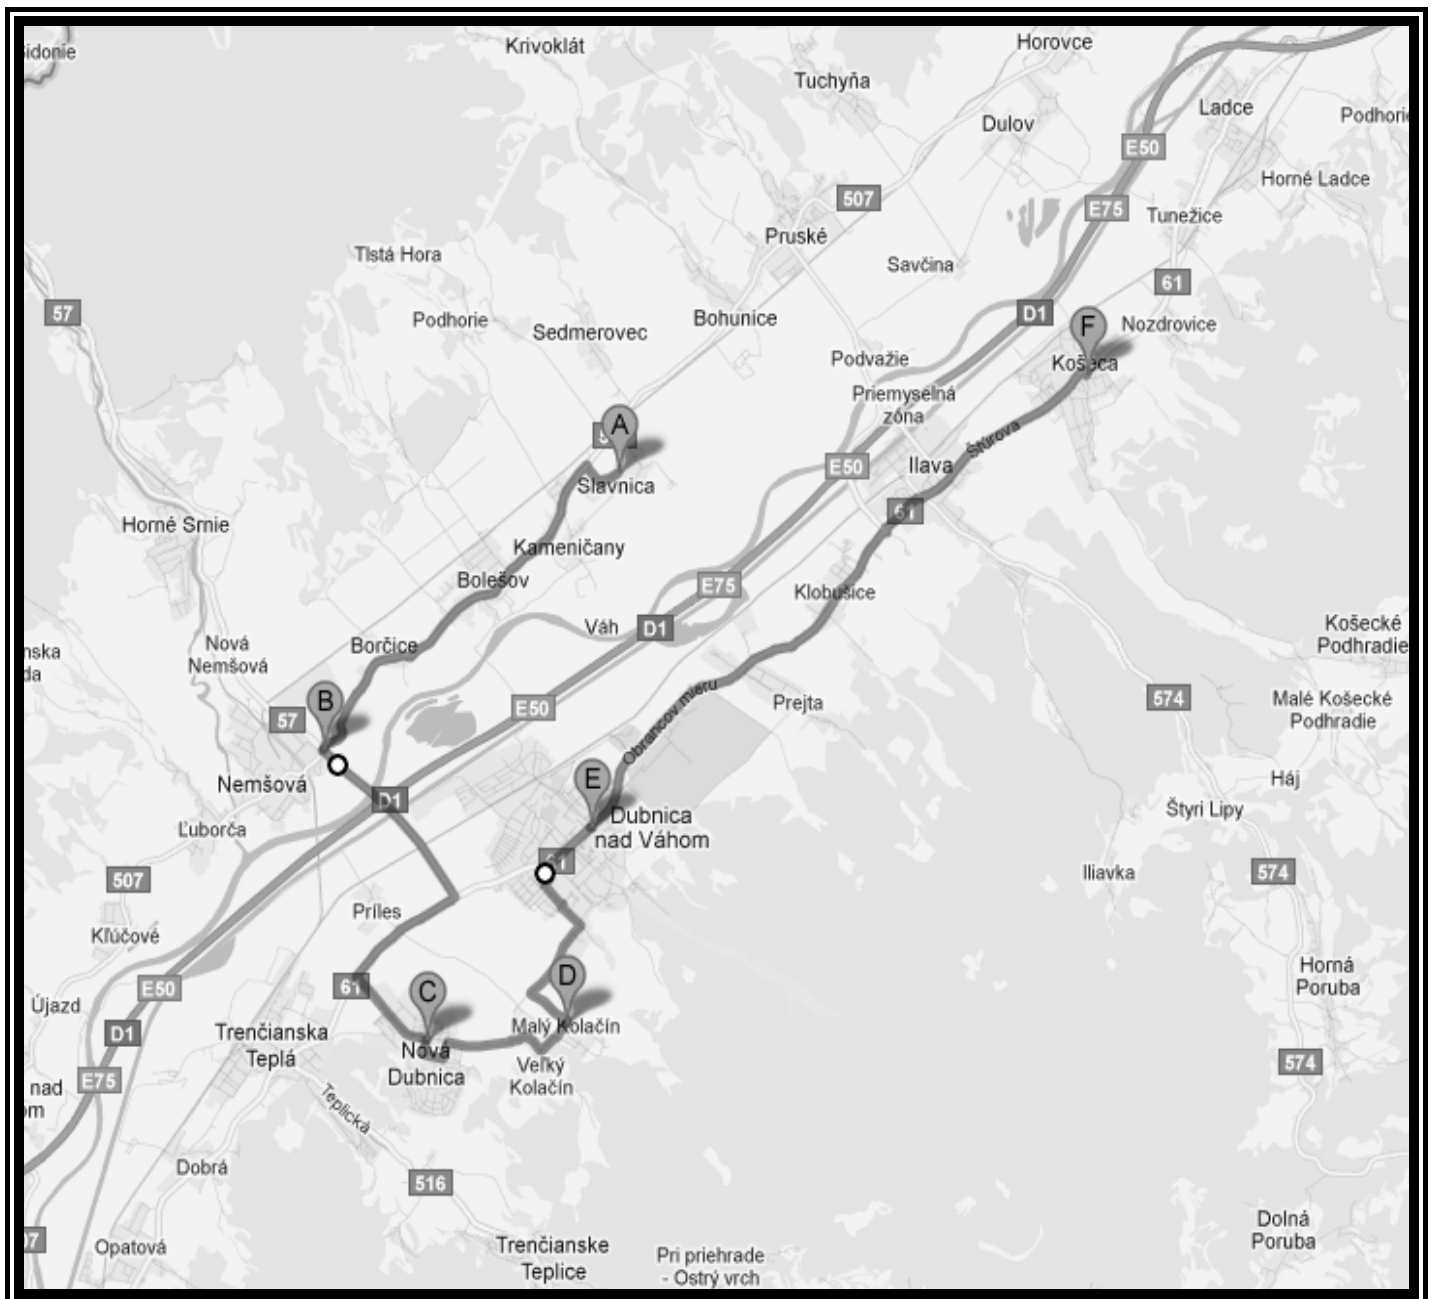 Krivoklát
Horovce
Tuchyňa
Ladce
Podhorie
Dulov
E50
Horné Ladce
507
E75
Tunežice
Pruské
Tlstá Hora
Savčina
61
57
D1
Podhorie
Sedmerovec
Bohunice
F
Nozdrovice
Podvažie
Košeca
Priemyselná
zóna
A
Štúrova
E50
Ilava
Slavnica
61
Horné Srnie
Kameničany
Bolešov
E75
Klobušice
Váh
D1
Košecké
Podhradie
Nová
Nemšová
Borčice
nska
da
B
57
E50
Obrancov mieru
Prejta
574
Malé Košecké
Podhradie
Nemšová
D1
E
Háj
Dubnica
nad Váhom
Štyri Lipy
Ľuborča
61
507
Iliavka
574
Príles
Kľúčové
E50
61
C
D
Horná
Poruba
Újazd
D1
Trenčianska
Teplá
Malý Kolačín
Nová
Dubnica
Veľký
Kolačín
574
E75
nad
om
Teplická
Dobrá
516
Dolná
Poruba
Opatová
Trenčianske
Teplice
Pri priehrade
- Ostrý vrch